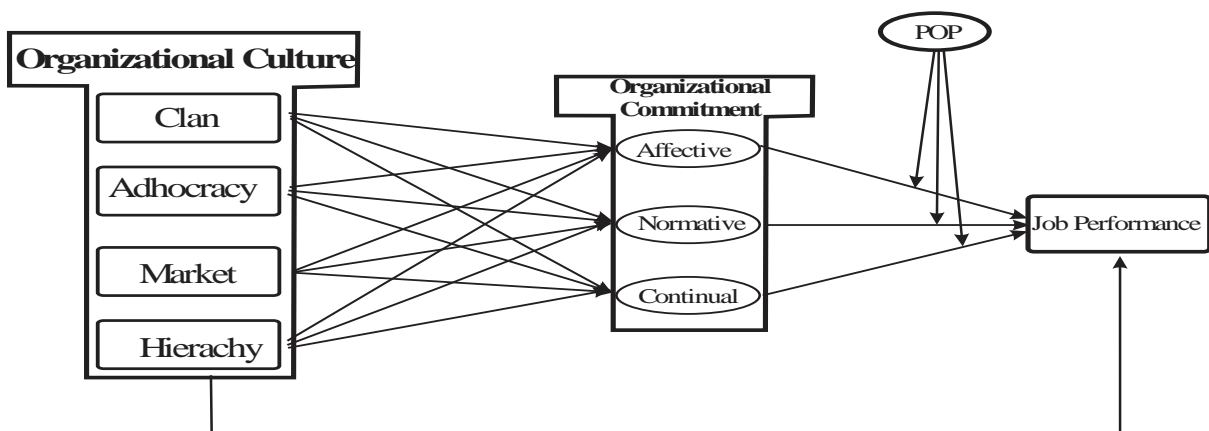 POP
Organizational Culture
Organizational
Commitment
Clan
Affective
Adhocracy
Normative
Job Performance
Market
Continual
Hierachy